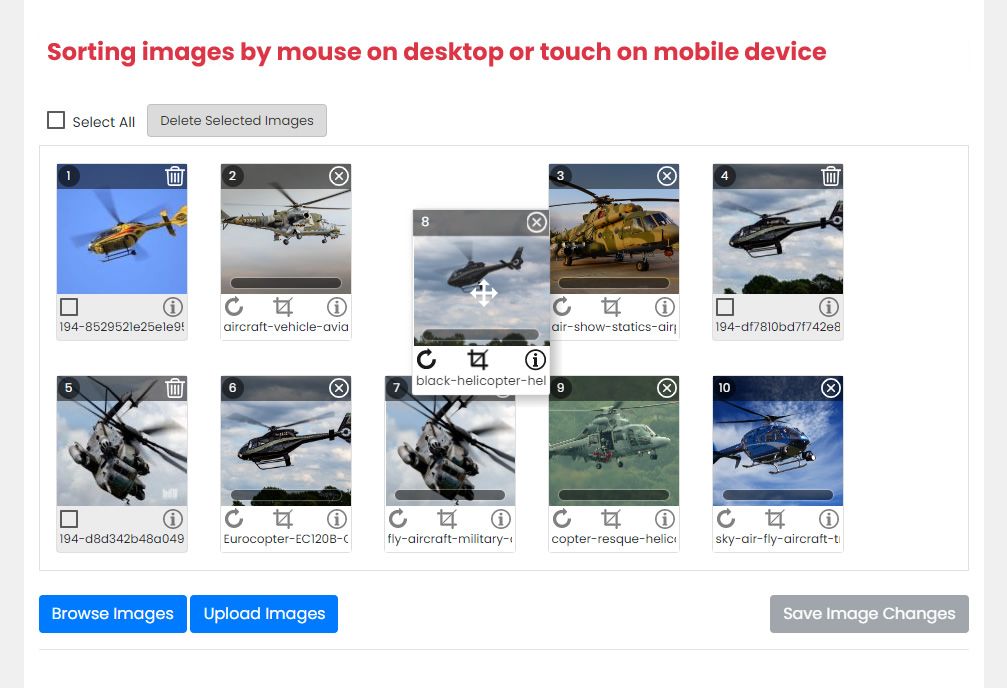 Sorting images by mouse on desktop or touch on mobile device
Select All
Delete Selected Images
1
2
3
4
8
194-8529521e25e1e95
aircraft-vehicle-avia
air-show-statics-airp
194-df7810bd7f742e8
black-helicopter-hel
5
6
7
9
10
194-d8d342b48a049
Eurocopter-EC120B-C
fly-aircraft-military-
copter-resque-helic
sky-air-fly-aircraft-t
Browse Images
Upload Images
Save Image Changes